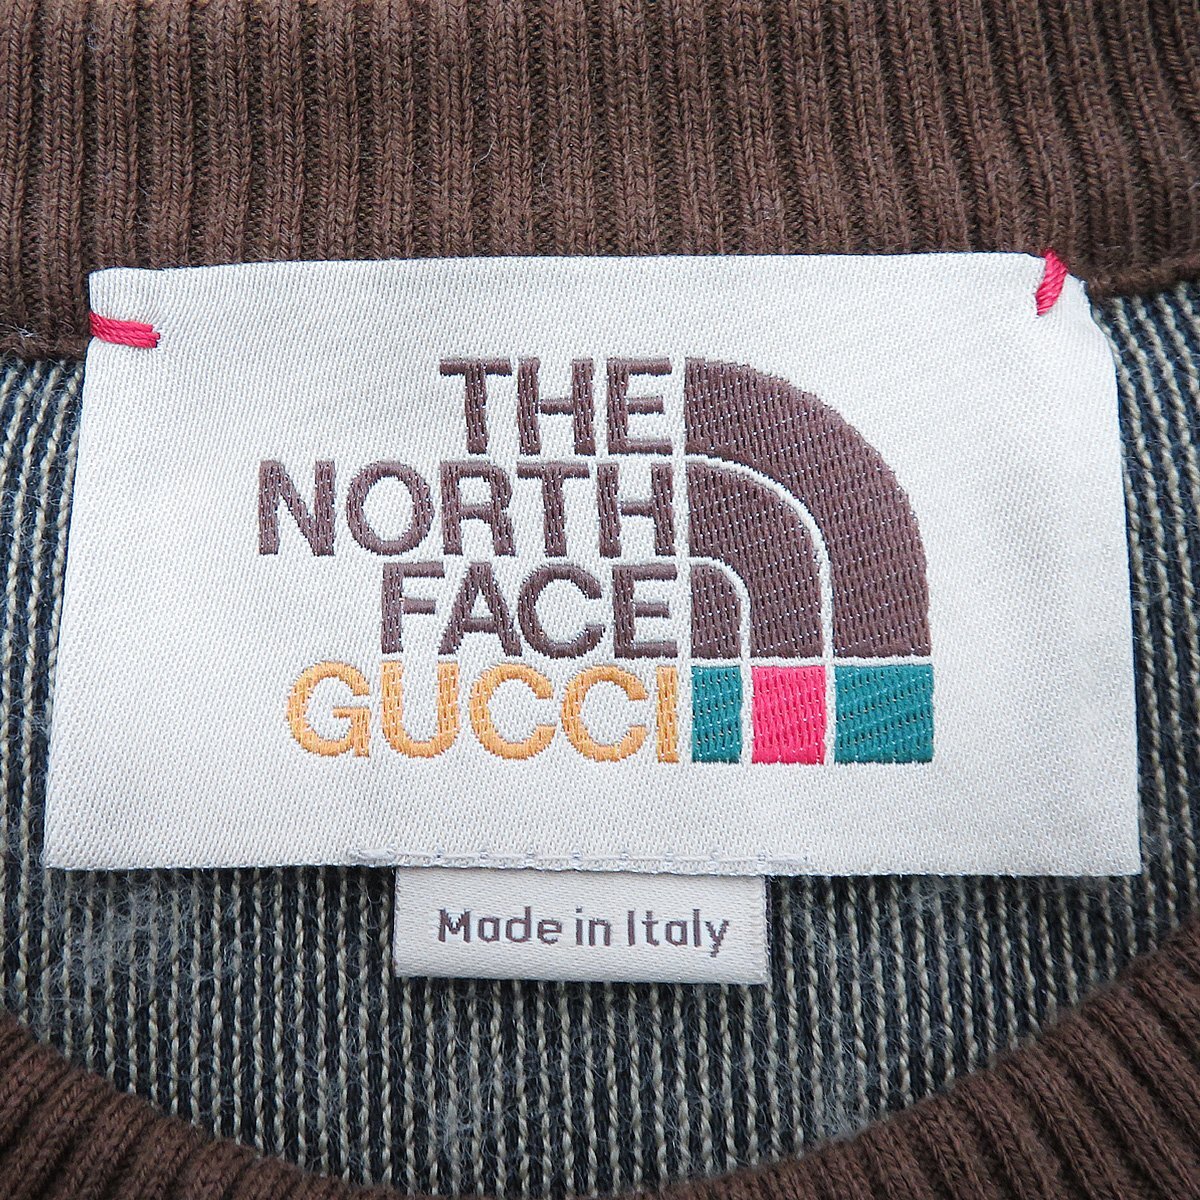 THE
NORTH
FACE
GUCCI
Made in Italy